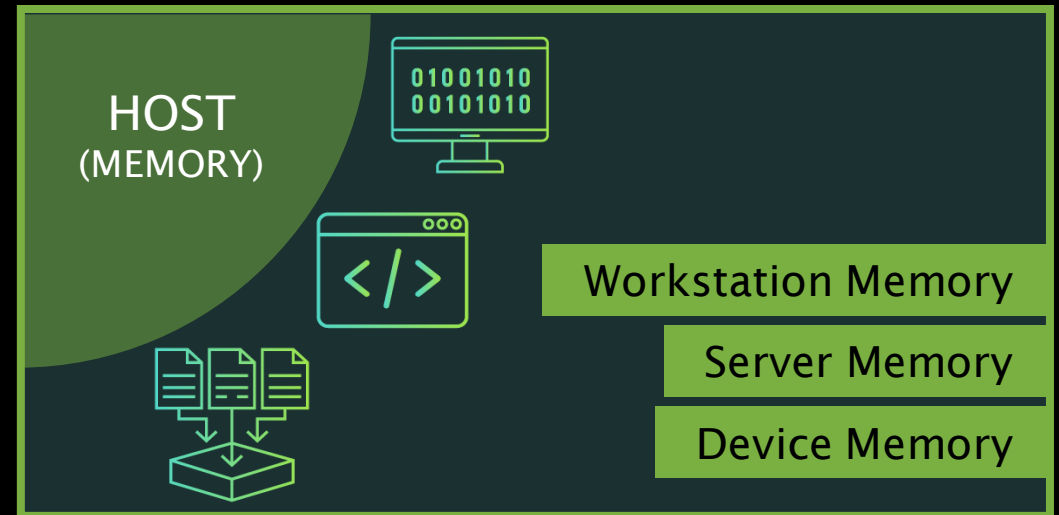 HOST
(MEMORY)
01001010
00101010
</>
Workstation Memory
Server Memory
Device Memory